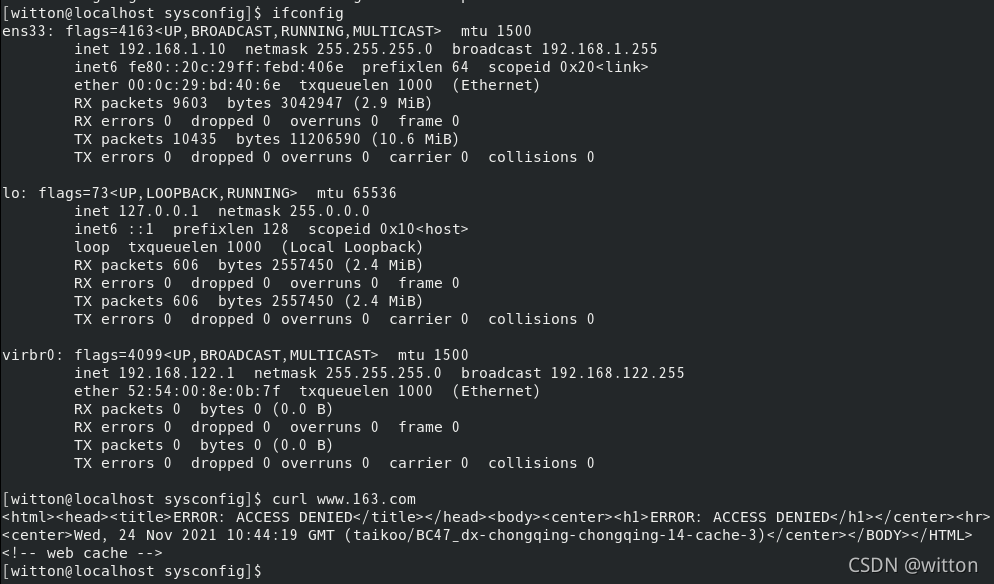 [witton@localhost sysconfig]$ ifconfig
ens33: flags=4163<UP,BROADCAST,RUNNING,MULTICAST>  mtu 1500
        inet 192.168.1.10  netmask 255.255.255.0  broadcast 192.168.1.255
        inet6 fe80::20c:29ff:febd:406e  prefixlen 64  scopeid 0x20<link>
        ether 00:0c:29:bd:40:6e  txqueuelen 1000  (Ethernet)
        RX packets 9603  bytes 3042947 (2.9 MiB)
        RX errors 0  dropped 0  overruns 0  frame 0
        TX packets 10435  bytes 11206590 (10.6 MiB)
        TX errors 0  dropped 0 overruns 0  carrier 0  collisions 0

lo: flags=73<UP,LOOPBACK,RUNNING>  mtu 65536
        inet 127.0.0.1  netmask 255.0.0.0
        inet6 ::1  prefixlen 128  scopeid 0x10<host>
        loop  txqueuelen 1000  (Local Loopback)
        RX packets 606  bytes 2557450 (2.4 MiB)
        RX errors 0  dropped 0  overruns 0  frame 0
        TX packets 606  bytes 2557450 (2.4 MiB)
        TX errors 0  dropped 0 overruns 0  carrier 0  collisions 0

virbr0: flags=4099<UP,BROADCAST,MULTICAST>  mtu 1500
        inet 192.168.122.1  netmask 255.255.255.0  broadcast 192.168.122.255
        ether 52:54:00:8e:0b:7f  txqueuelen 1000  (Ethernet)
        RX packets 0  bytes 0 (0.0 B)
        RX errors 0  dropped 0  overruns 0  frame 0
        TX packets 0  bytes 0 (0.0 B)
        TX errors 0  dropped 0 overruns 0  carrier 0  collisions 0

[witton@localhost sysconfig]$ curl www.163.com
<html><head><title>ERROR: ACCESS DENIED</title></head><body><center><h1>ERROR: ACCESS DENIED</h1></center><hr>
<center>Wed, 24 Nov 2021 10:44:19 GMT (taikoo/BC47_dx-chongqing-chongqing-14-cache-3)</center></BODY></HTML>
<!-- web cache -->
[witton@localhost sysconfig]$
CSDN @witton